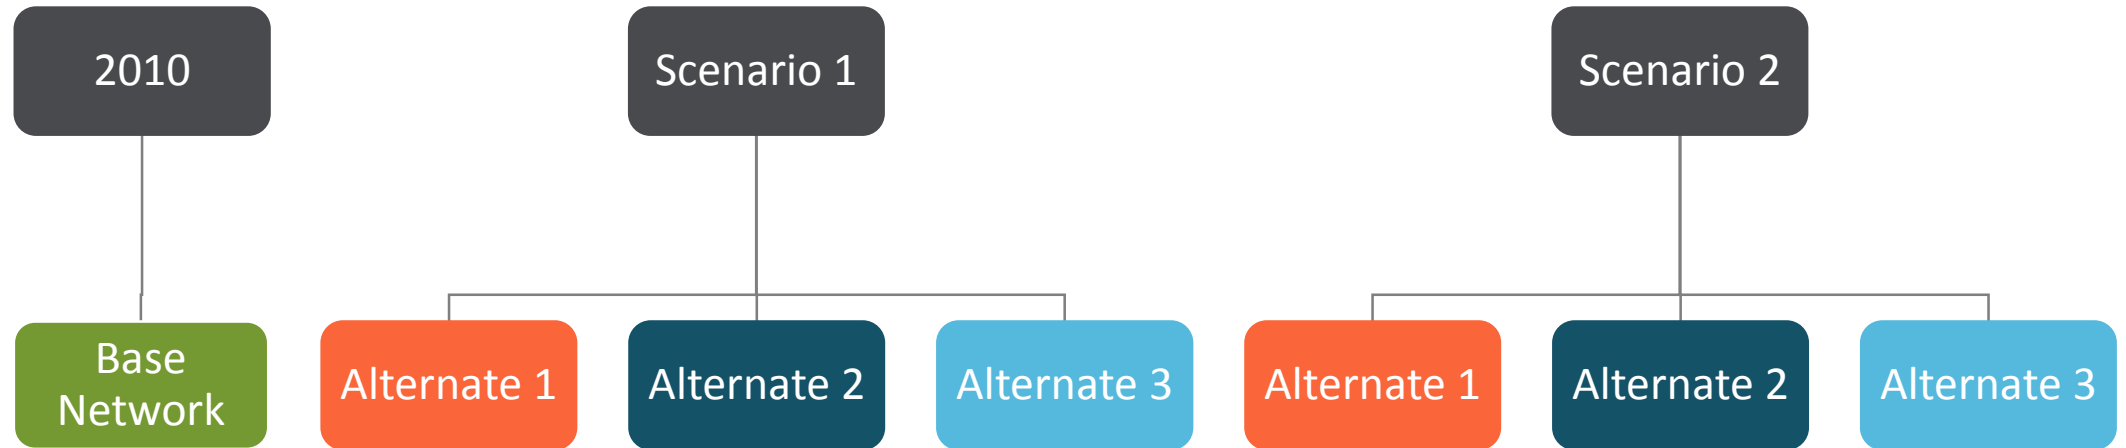 2010
Scenario 1
Scenario 2
Base
Network
Alternate 1
Alternate 2
Alternate 3
Alternate 1
Alternate 2
Alternate 3